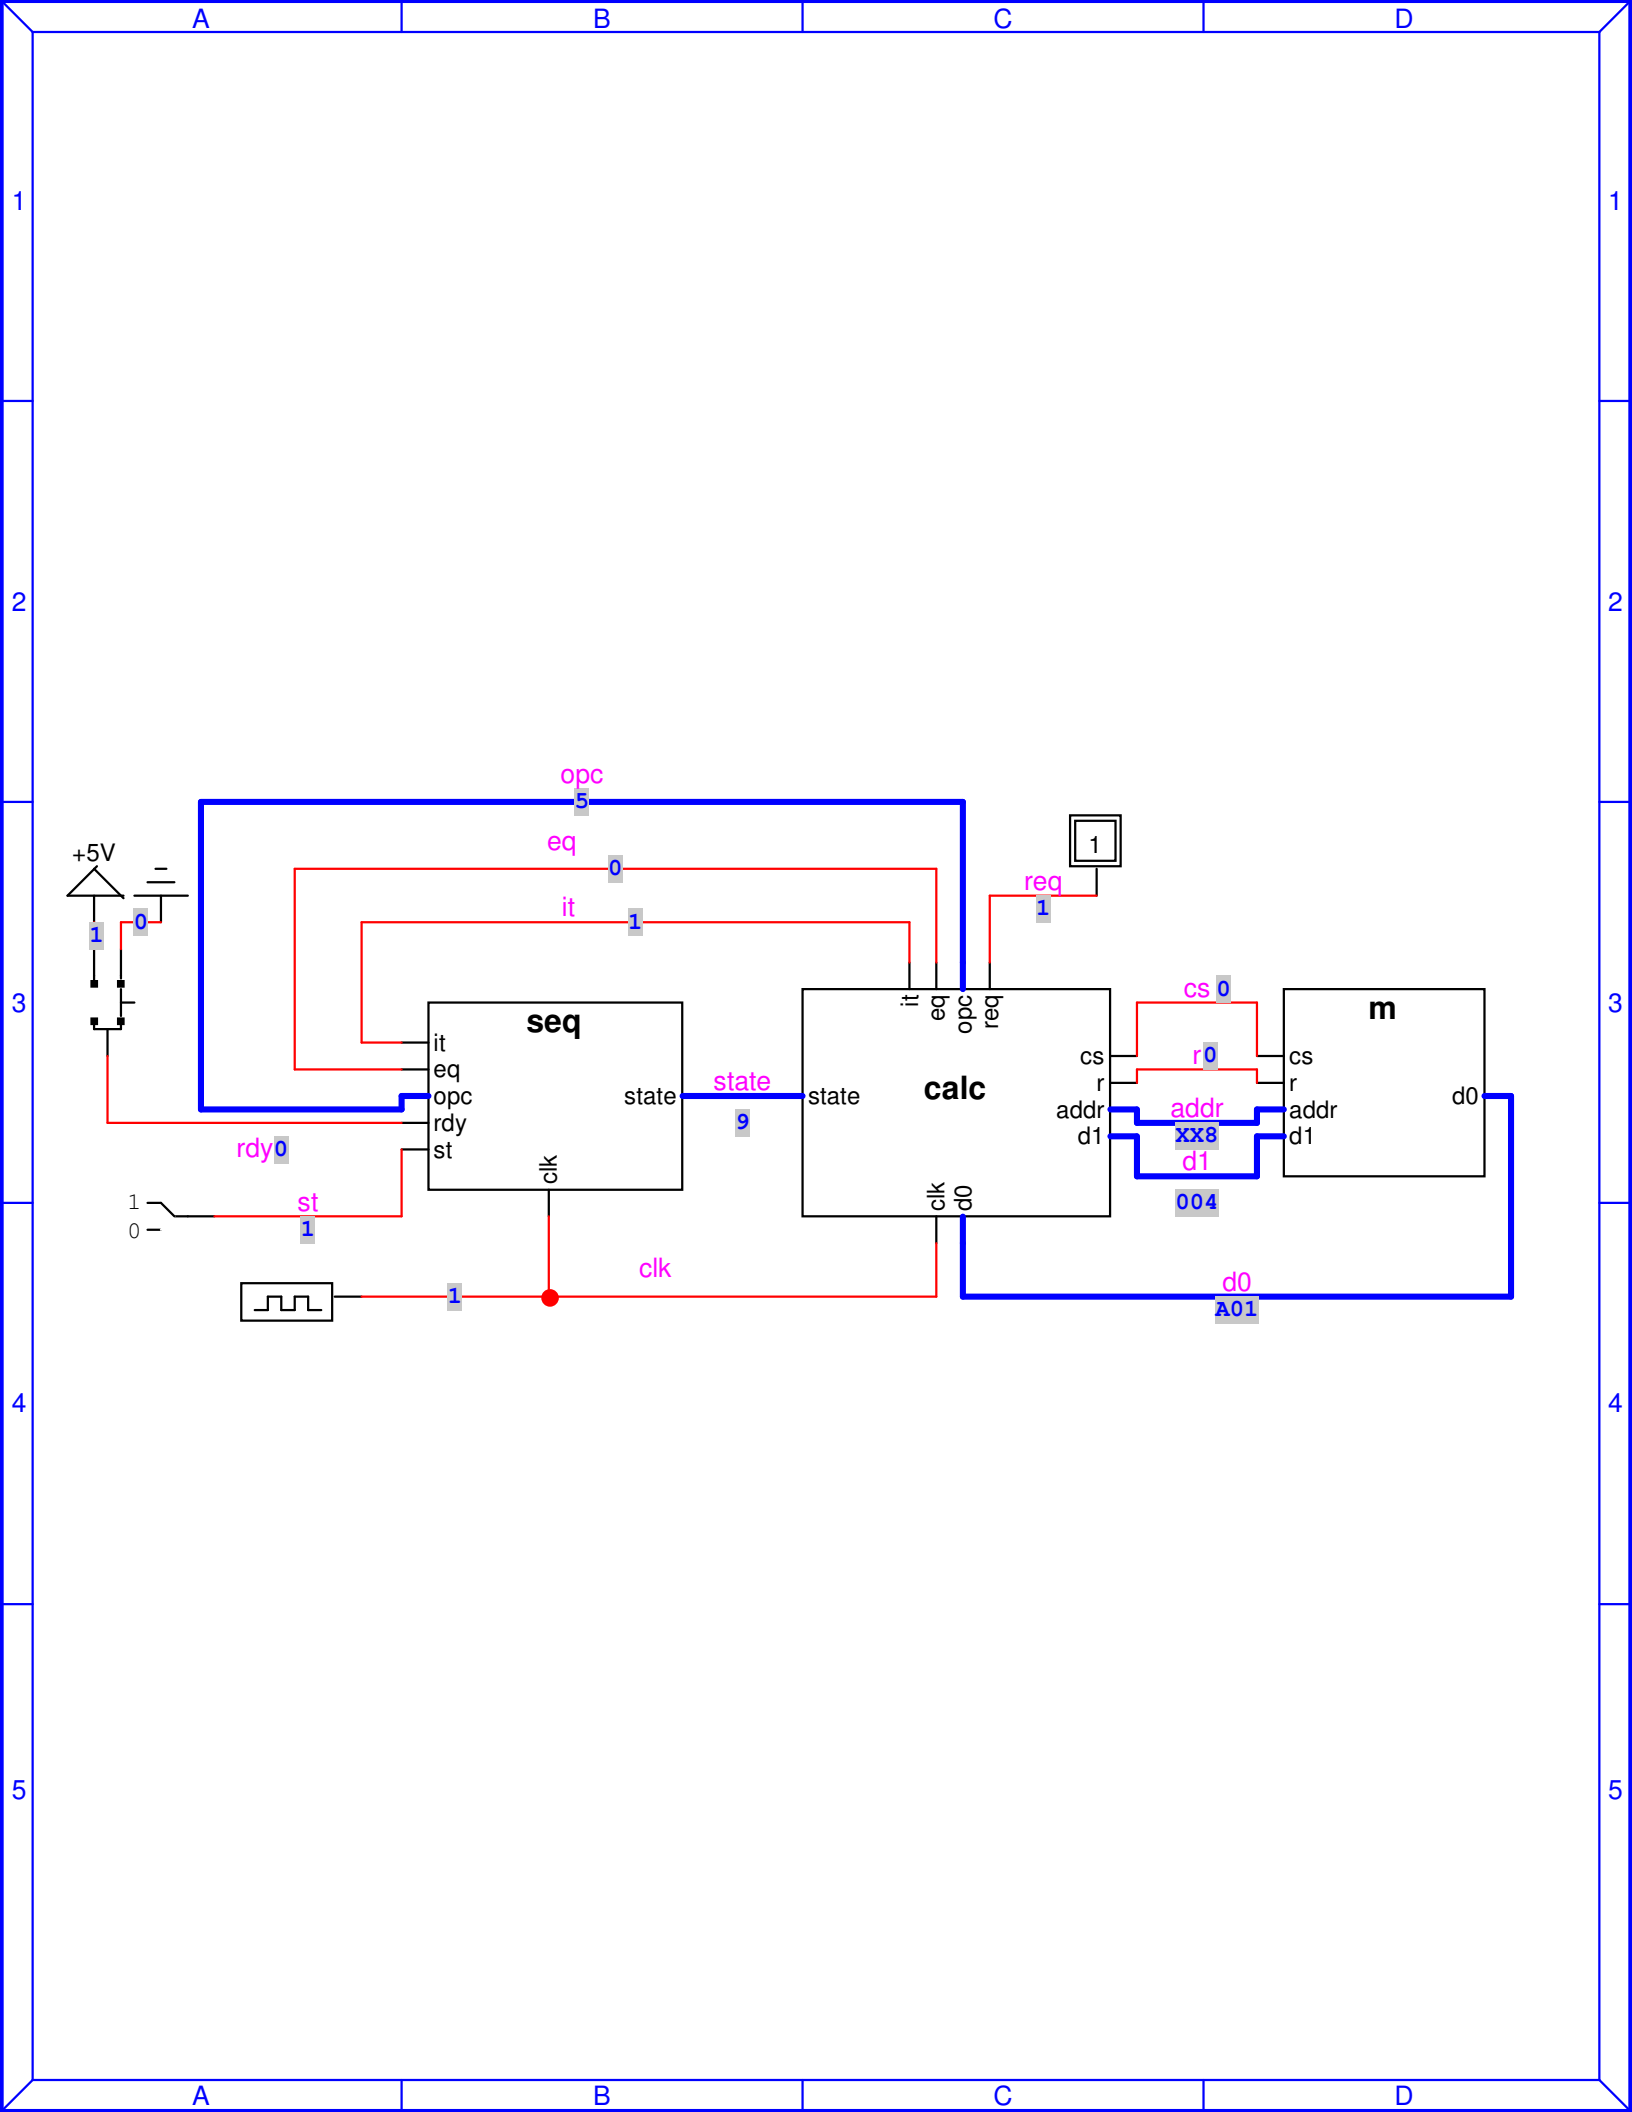 A B C D
1 1
2 2
opc
5
eq
0
+5V
1
req
1
it
1
1
0
3 3
cs 0
seq
it
eq
opc
rdy
st
clk
state
state
9
it
eq
opc
req
calc
state
cs
r
addr
d1
clk
d0
r 0
addr
XX8
d1
004
m
cs
r
addr
d1
d0
rdy 0
1
0
st
1
clk
1
d0
A01
4 4
5 5
A B C D